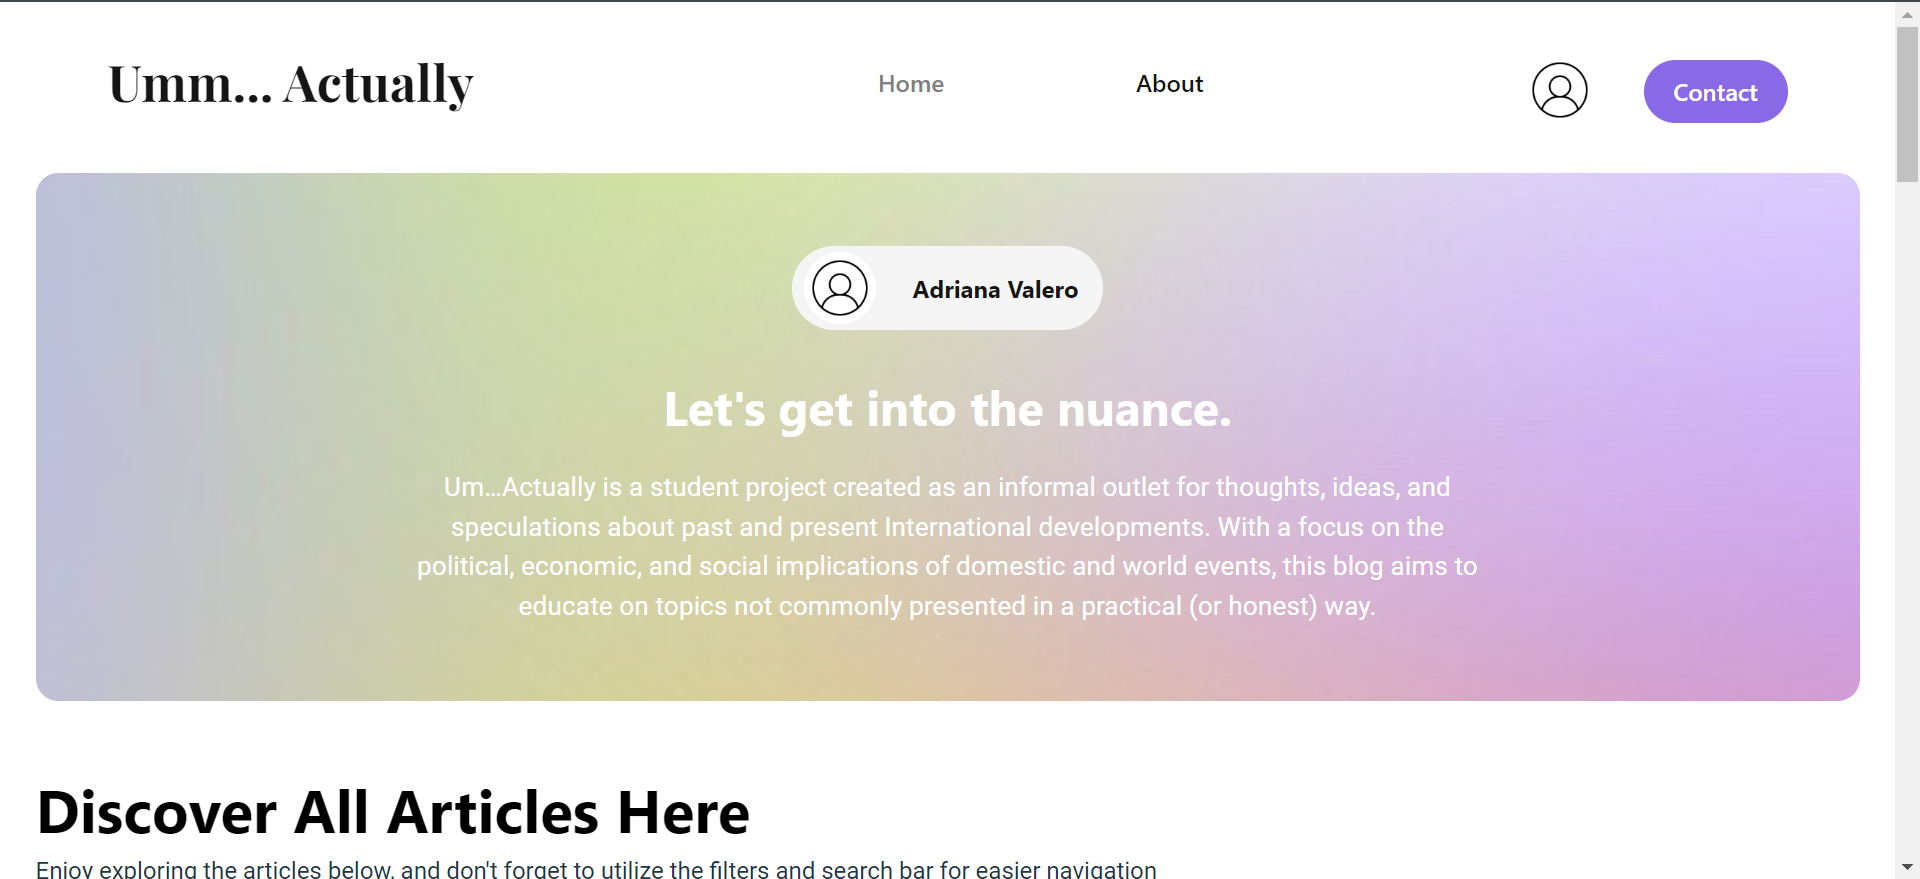 Umm... Actually
Home
About
Contact
Adriana Valero
Let's get into the nuance.
Um...Actually is a student project created as an informal outlet for thoughts, ideas, and
speculations about past and present International developments. With a focus on the
political, economic, and social implications of domestic and world events, this blog aims to
educate on topics not commonly presented in a practical (or honest) way.
Discover All Articles Here
Enjoy exploring the articles below, and don't forget to utilize the filters and search bar for easier navigation